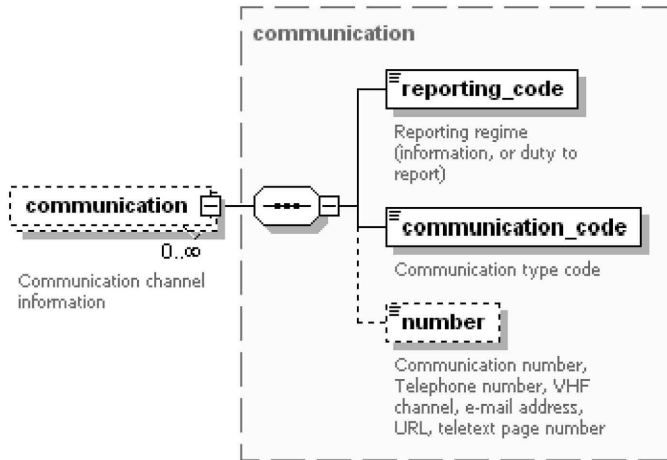 communication
reporting_code
Reporting regime
(information, or duty to
report)
communication
0..∞
Communication channel
information
communication_code
Communication type code
number
Communication number,
Telephone number, VHF
channel, e-mail address,
URL, teletext page number